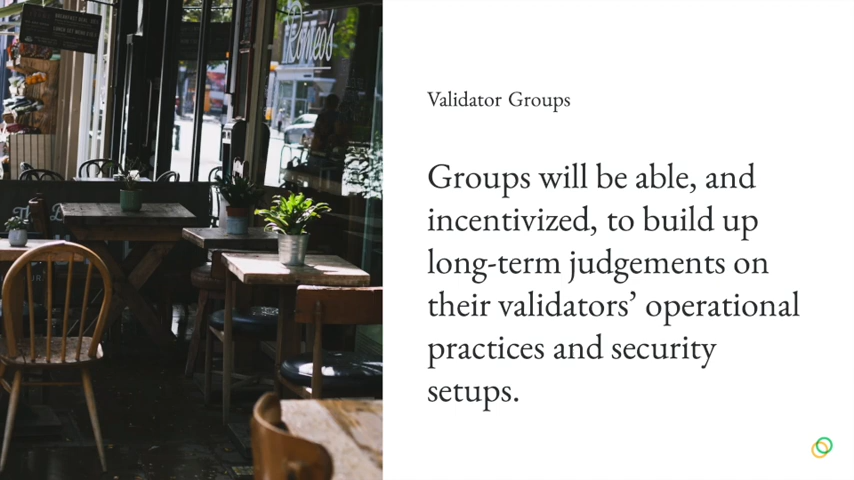 Romeo's
Validator Groups
Groups will be able, and
incentivized, to build up
long-term judgements on
their validators’ operational
practices and security
setups.